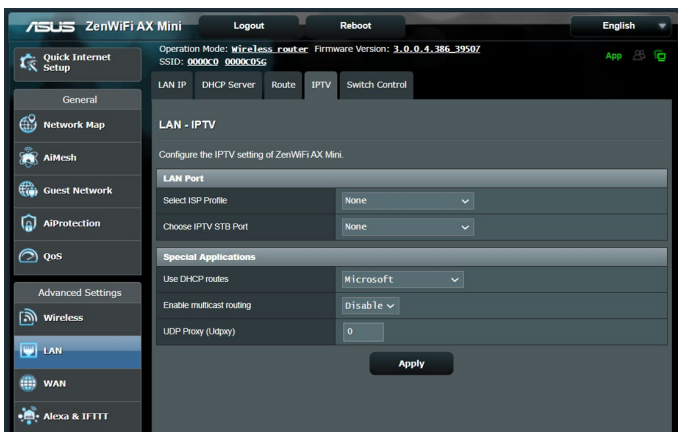 ASUS ZenWiFi AX Mini Logout Reboot English
Operation Mode: Wireless router Firmware Version: 3.0.0.4.386_39507
SSID: 0000C0 0000C05G
App
Quick Internet
Setup
General
Network Map
AiMesh
Guest Network
AiProtection
QoS
Advanced Settings
Wireless
LAN
WAN
Alexa & IFTTT
LAN IP DHCP Server Route IPTV Switch Control
LAN - IPTV
Configure the IPTV setting of ZenWiFi AX Mini.
LAN Port
Select ISP Profile None
Choose IPTV STB Port None
Special Applications
Use DHCP routes Microsoft
Enable multicast routing Disable
UDP Proxy (Udpxy) 0
Apply